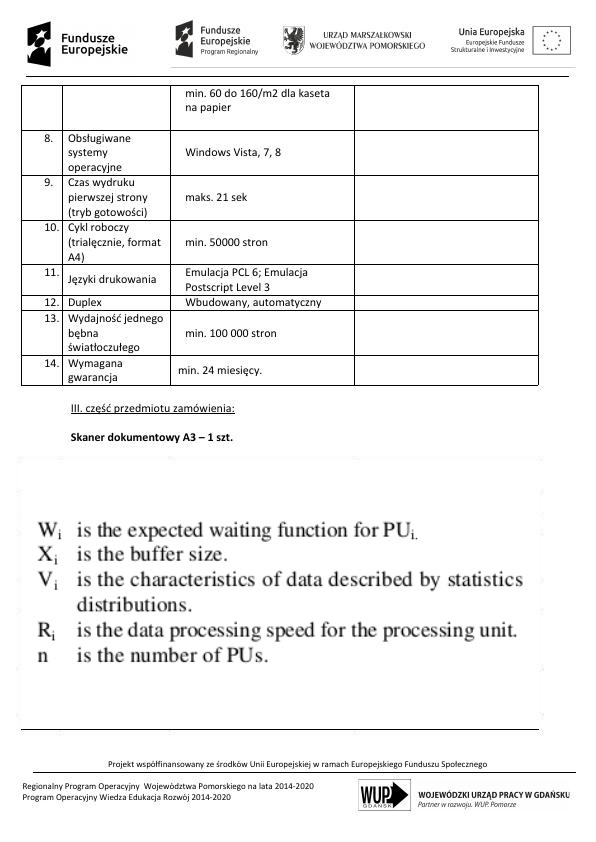 Fundusze
Europejskie
Fundusze
Europejskie
Program Regionalny
URZĄD MARSZAŁKOWSKI
WOJEWÓDZTWA POMORSKIEGO
Unia Europejska
Europejskie Fundusze
Strukturalne i Inwestycyjne
min. 60 do 160/m2 dla kaseta
na papier
8. Obsługiwane
systemy
operacyjne
Windows Vista, 7, 8
9. Czas wydruku
pierwszej strony
(tryb gotowości)
maks. 21 sek
10. Cykl roboczy
(trialęcznie, format
A4)
min. 50000 stron
11. Języki drukowania
Emulacja PCL 6; Emulacja
Postscript Level 3
12. Duplex Wbudowany, automatyczny
13. Wydajność jednego
bębna
światłoczułego
min. 100 000 stron
14. Wymagana
gwarancja
min. 24 miesięcy.
III. część przedmiotu zamówienia:
Skaner dokumentowy A3 – 1 szt.
Wi is the expected waiting function for PUi.
Xi is the buffer size.
Vi is the characteristics of data described by statistics
distributions.
Ri is the data processing speed for the processing unit.
n is the number of PUs.
Projekt współfinansowany ze środków Unii Europejskiej w ramach Europejskiego Funduszu Społecznego
Regionalny Program Operacyjny Województwa Pomorskiego na lata 2014-2020
Program Operacyjny Wiedza Edukacja Rozwój 2014-2020
WUP
GDAŃSK
WOJEWÓDZKI URZĄD PRACY W GDAŃSKU
Partner w rozwoju. WUP. Pomorze